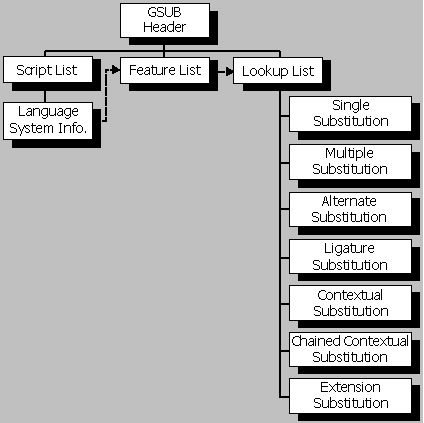 GSUB
Header
Script List
Feature List
Lookup List
Language
System Info.
Single
Substitution
Multiple
Substitution
Alternate
Substitution
Ligature
Substitution
Contextual
Substitution
Chained Contextual
Substitution
Extension
Substitution